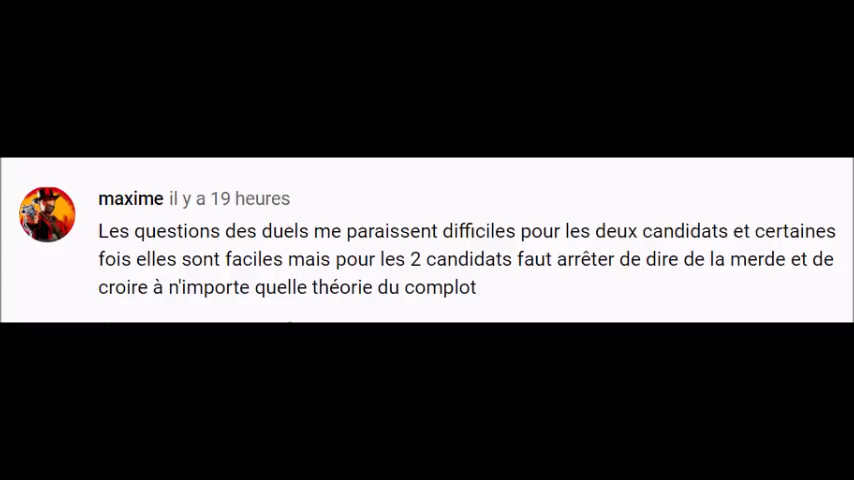 maxime il y a 19 heures
Les questions des duels me paraissent difficiles pour les deux candidats et certaines
fois elles sont faciles mais pour les 2 candidats faut arrêter de dire de la merde et de
croire à n'importe quelle théorie du complot